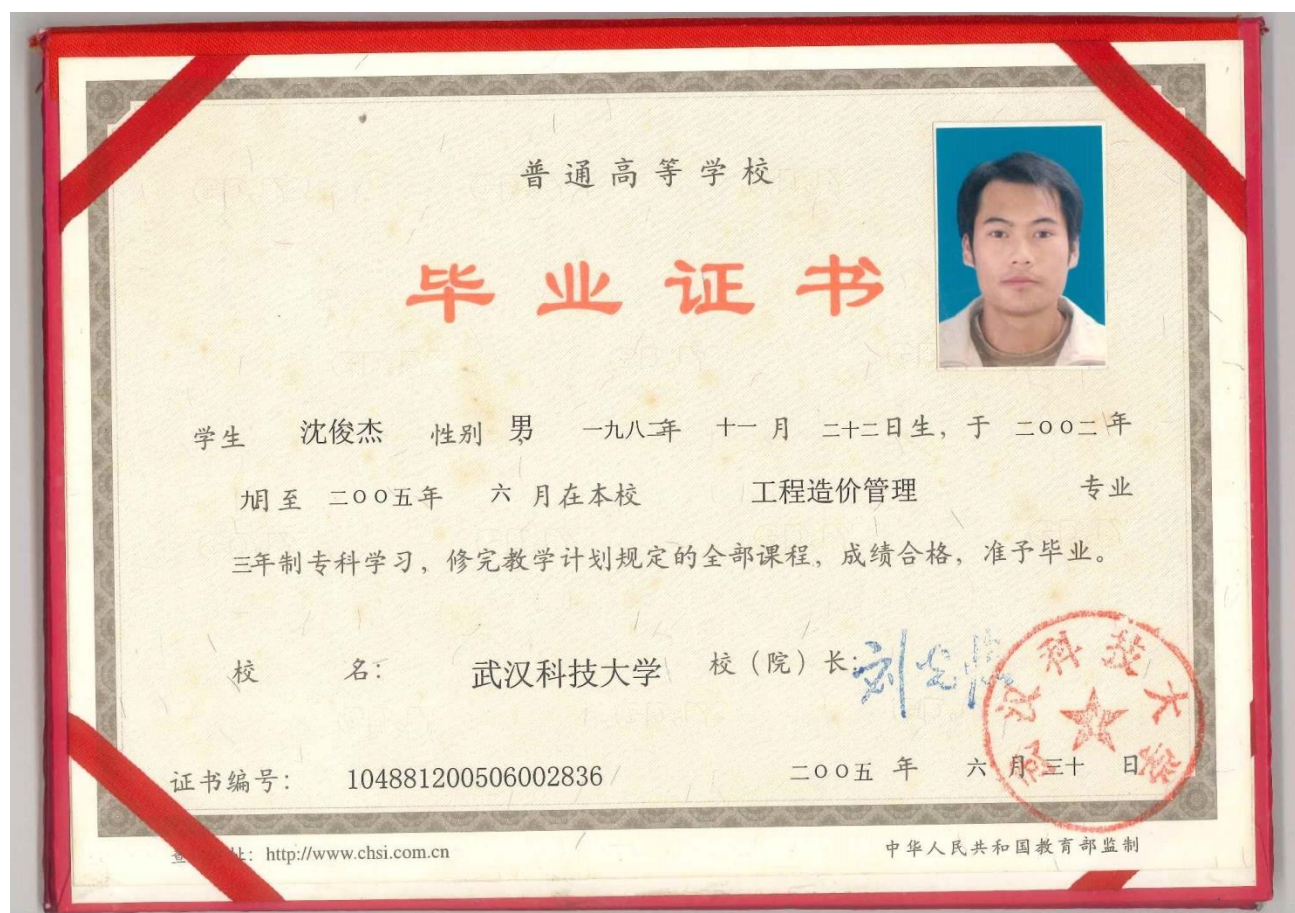 普通高等学校
毕业证书
学生 沈俊杰 性别 男， 一九八二年 十一月 二十二日生，于 二〇〇二年
九月至 二〇〇五年 六 月在本校 工程造价管理 专业
三年制专科学习，修完教学计划规定的全部课程，成绩合格，准予毕业。
校 名： 武汉科技大学 校（院）长：
武汉科技大学
证书编号： 104881200506002836 二〇〇五 年 六 月 三十 日
址：http://www.chsi.com.cn 中华人民共和国教育部监制